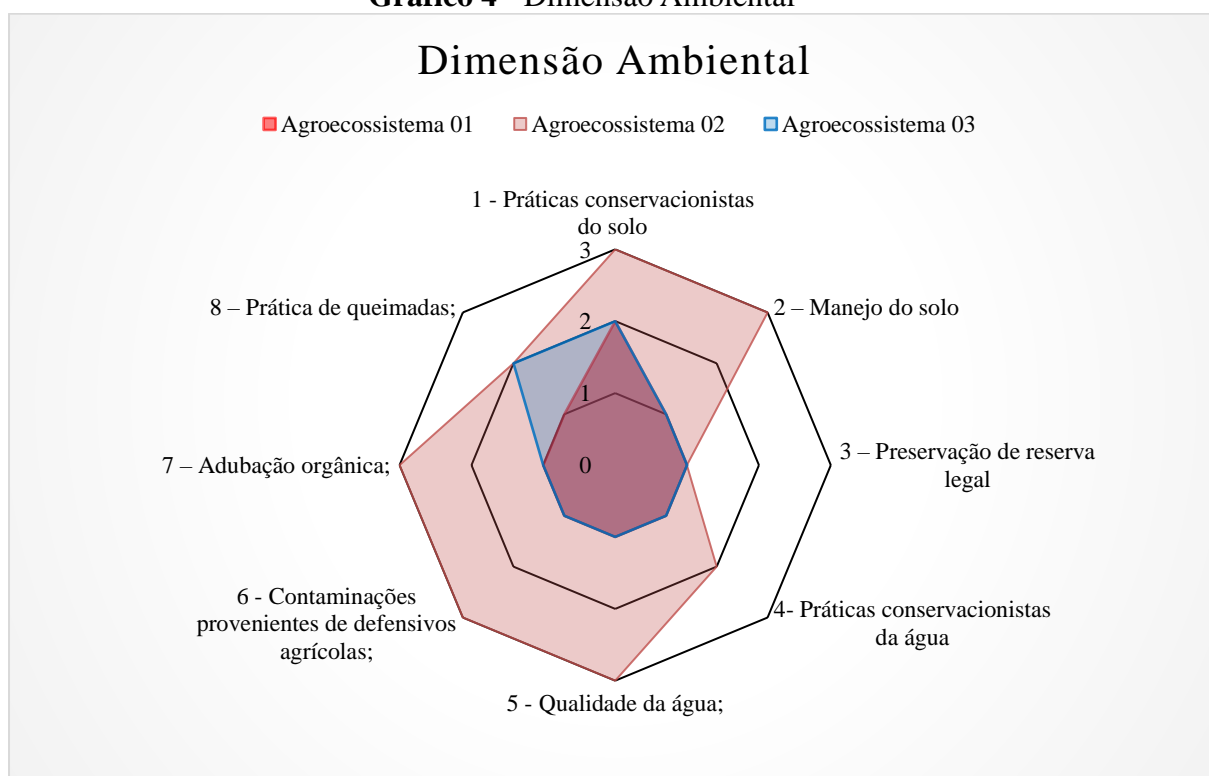 Gráfico 4 - Dimensão Ambiental
Dimensão Ambiental
Agroecossistema 01 Agroecossistema 02 Agroecossistema 03
1 - Práticas conservacionistas
do solo
3
8 – Prática de queimadas;
2 – Manejo do solo
2
1
7 – Adubação orgânica;
0
3 – Preservação de reserva
legal
6 - Contaminações
provenientes de defensivos
agrícolas;
4- Práticas conservacionistas
da água
5 - Qualidade da água;